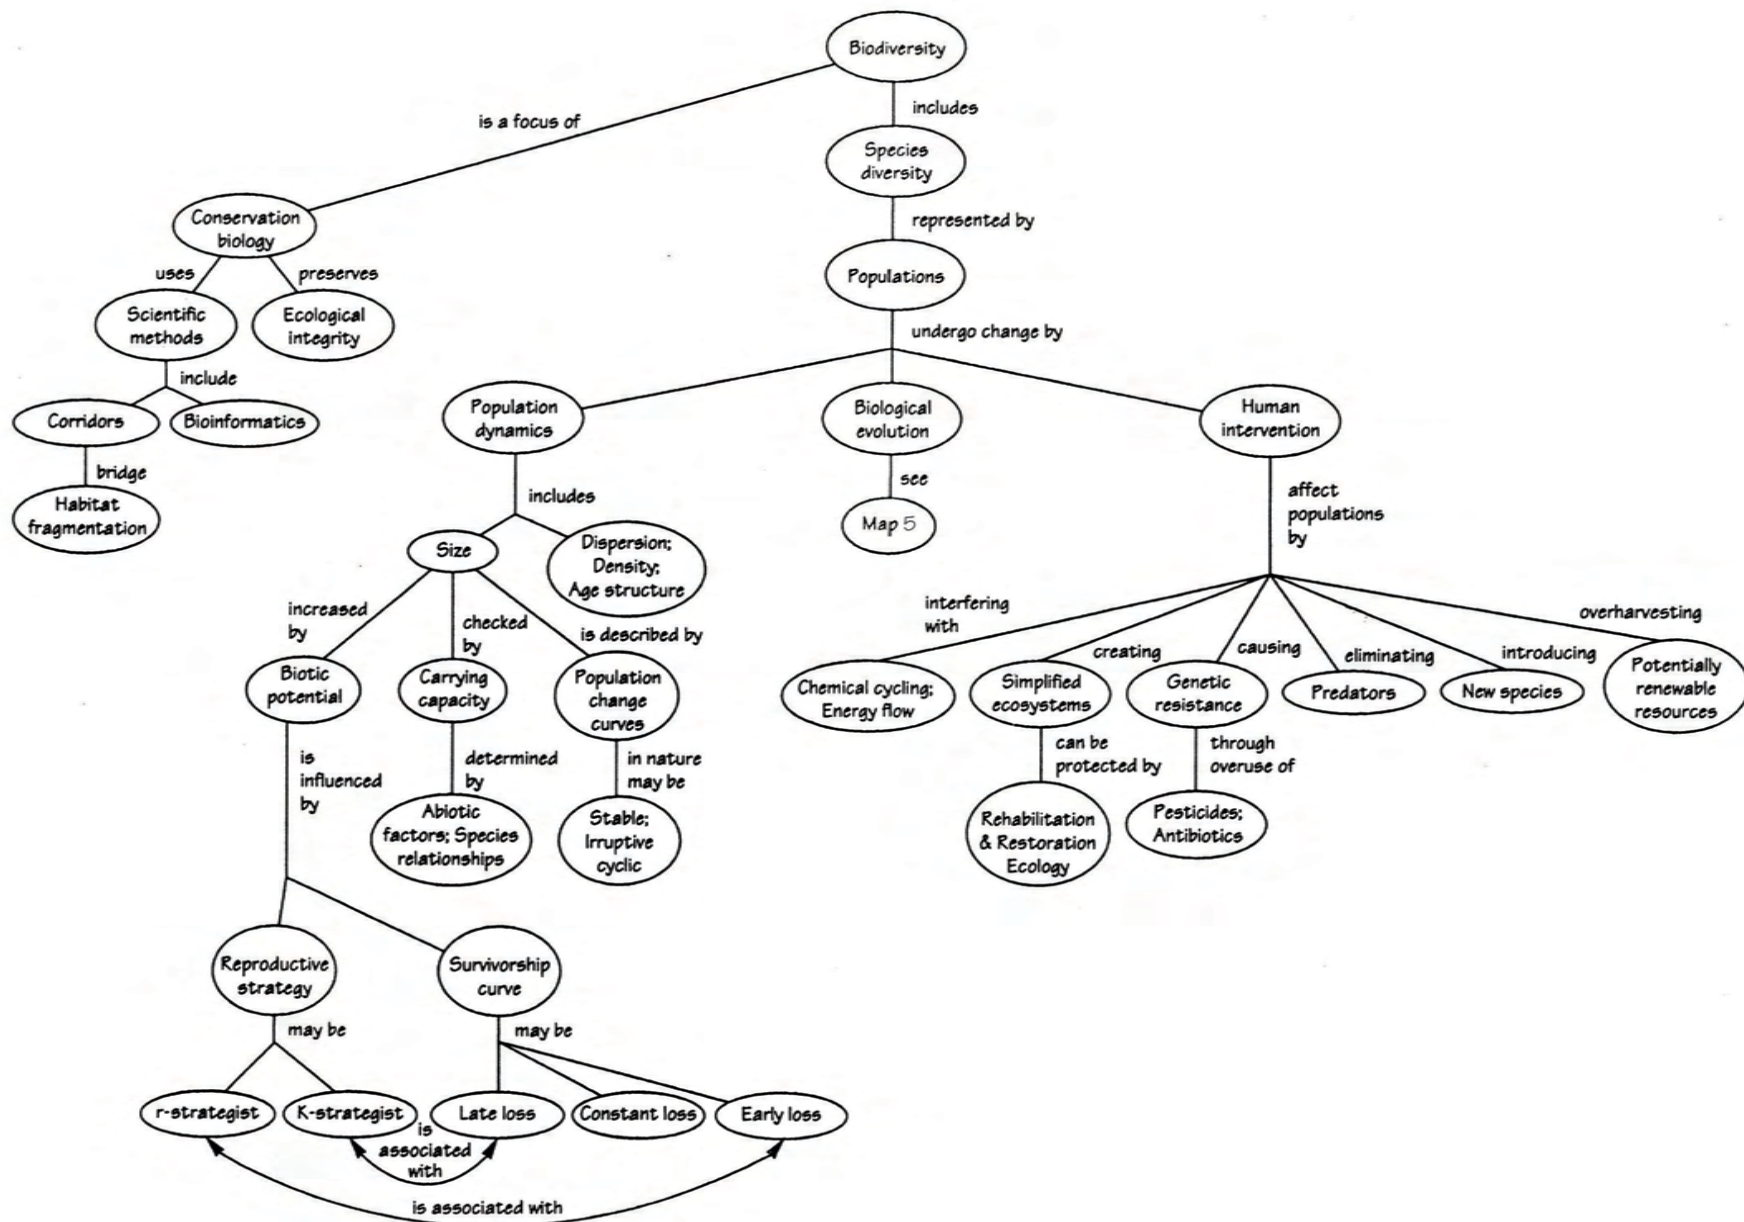 Biodiversity
is a focus of
includes
Species
diversity
represented by
Conservation
biology
uses
preserves
Populations
Scientific
methods
Ecological
integrity
undergo change by
include
Corridors
Bioinformatics
bridge
Habitat
fragmentation
Population
dynamics
Biological
evolution
Human
intervention
includes
see
affect
populations
by
Size
Dispersion;
Density;
Age structure
Map 5
increased
by
checked
by
is described by
interfering
with
creating
causing
eliminating
introducing
overharvesting
Biotic
potential
Carrying
capacity
Population
change
curves
Chemical cycling;
Energy flow
Simplified
ecosystems
Genetic
resistance
Predators
New species
Potentially
renewable
resources
is
influenced
by
determined
by
in nature
may be
can be
protected by
through
overuse of
Abiotic
factors; Species
relationships
Stable;
Irruptive
cyclic
Rehabilitation
& Restoration
Ecology
Pesticides;
Antibiotics
Reproductive
strategy
Survivorship
curve
may be
may be
r-strategist
K-strategist
Late loss
Constant loss
Early loss
is
associated
with
is associated with